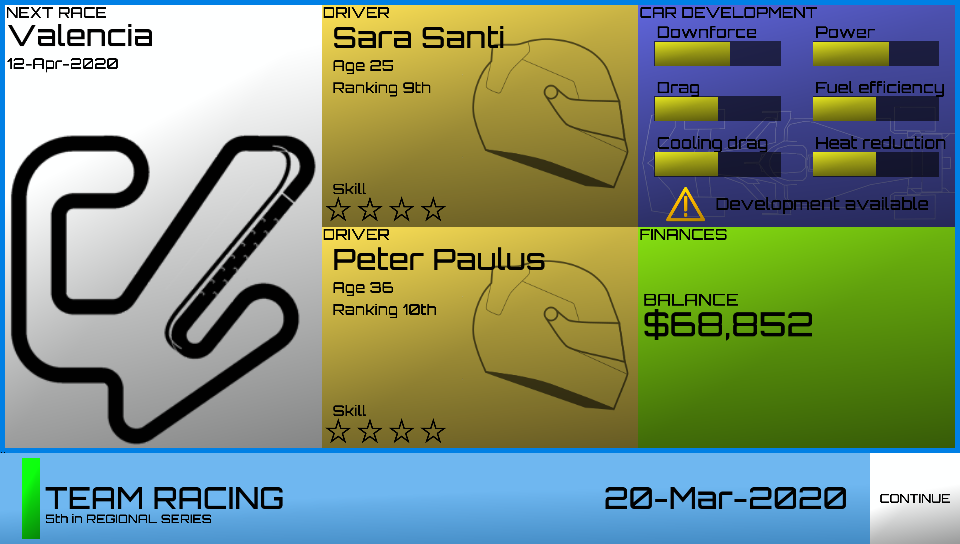 NEXT RACE
Valencia
12-Apr-2020
DRIVER
Sara Santi
Age 25
Ranking 9th
Skill
DRIVER
Peter Paulus
Age 36
Ranking 10th
Skill
CAR DEVELOPMENT
Downforce
Power
Drag
Fuel efficiency
Cooling drag
Heat reduction
Development available
FINANCES
BALANCE
$68,852
TEAM RACING
5th in REGIONAL SERIES
20-Mar-2020
CONTINUE